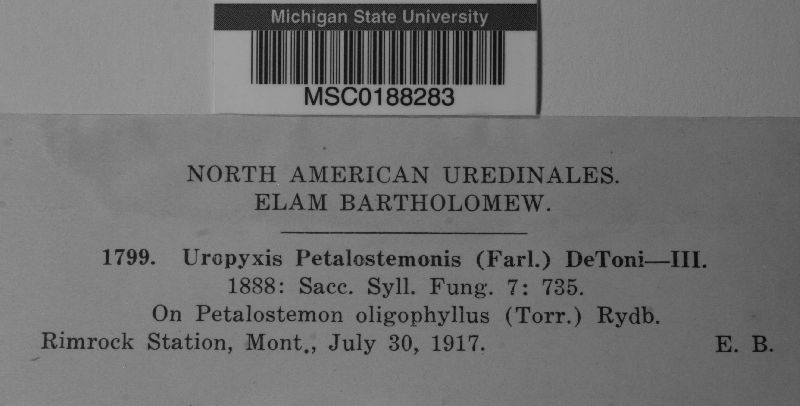 Michigan State University
MSC0188283
NORTH AMERICAN UREDINALES.
ELAM BARTHOLOMEW.
1799. Uropyxis Petalostemonis (Farl.) DeToni—III.
1888: Sacc. Syll. Fung. 7: 735.
On Petalostemon oligophyllus (Torr.) Rydb.
Rimrock Station, Mont., July 30, 1917. E. B.